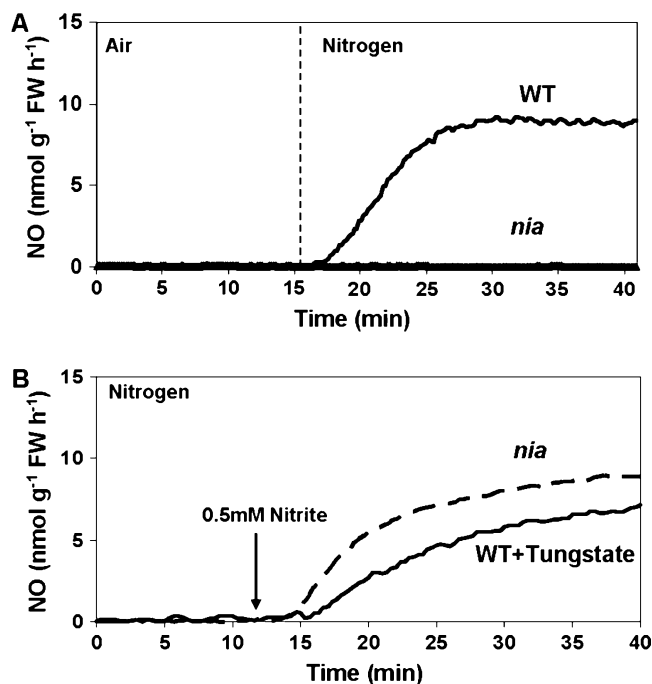 A
15
10
5
0
NO (nmol g⁻¹ FW h⁻¹)
Air
Nitrogen
WT
nia
0 5 10 15 20 25 30 35 40
Time (min)
B
15
10
5
0
NO (nmol g⁻¹ FW h⁻¹)
Nitrogen
0.5mM Nitrite
nia
WT+Tungstate
0 5 10 15 20 25 30 35 40
Time (min)